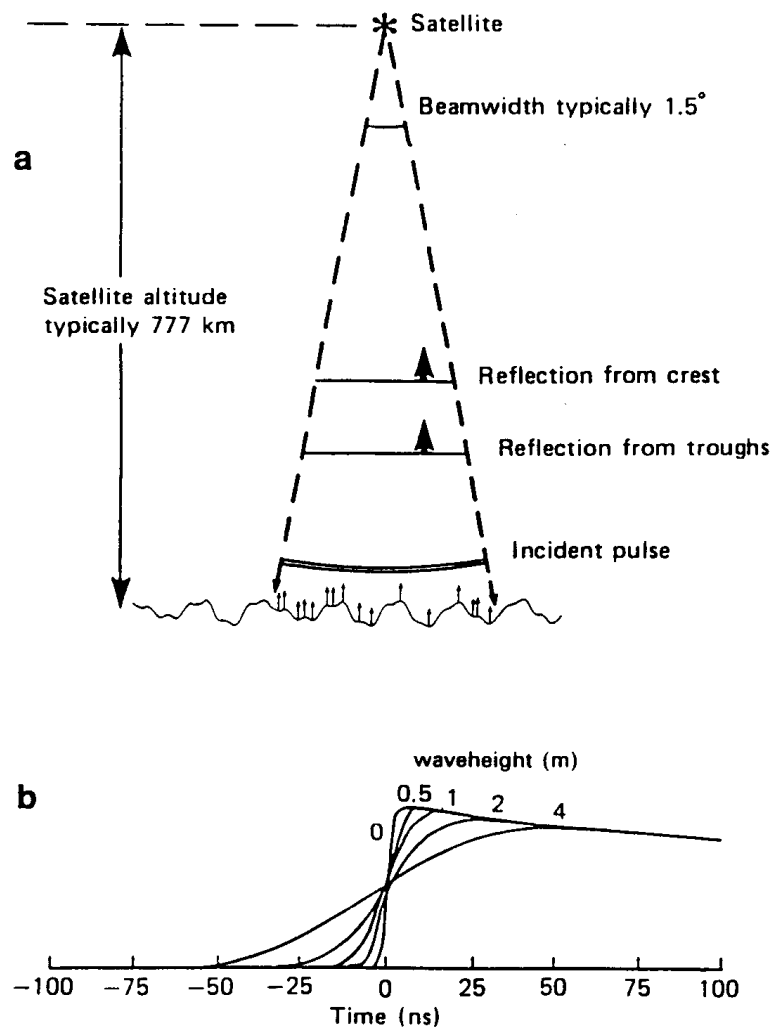 Satellite
Beamwidth typically 1.5°
a
Satellite altitude
typically 777 km
Reflection from crest
Reflection from troughs
Incident pulse
b
waveheight (m)
0 0.5 1 2 4
−100 −75 −50 −25 0 25 50 75 100
Time (ns)